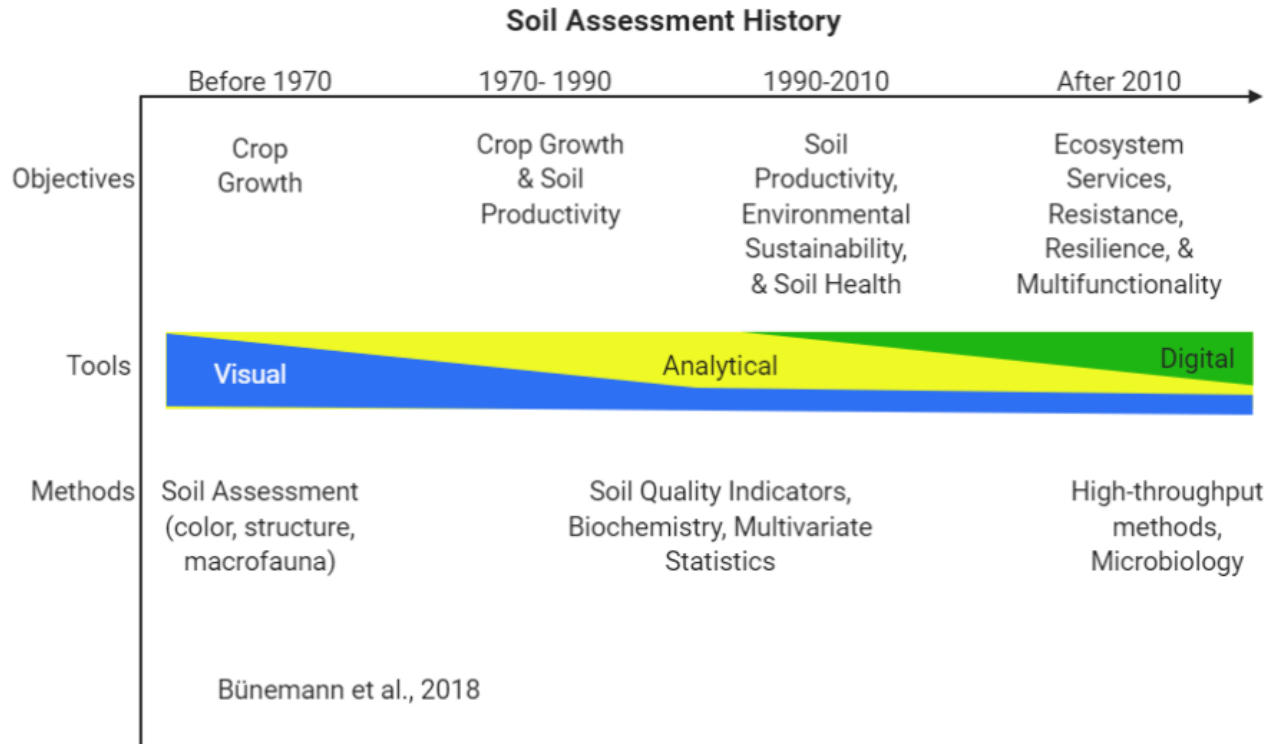 Soil Assessment History
Before 1970
1970- 1990
1990-2010
After 2010
Objectives
Crop
Growth
Crop Growth
& Soil
Productivity
Soil
Productivity,
Environmental
Sustainability,
& Soil Health
Ecosystem
Services,
Resistance,
Resilience, &
Multifunctionality
Tools
Visual
Analytical
Digital
Methods
Soil Assessment
(color, structure,
macrofauna)
Soil Quality Indicators,
Biochemistry, Multivariate
Statistics
High-throughput
methods,
Microbiology
Bünemann et al., 2018